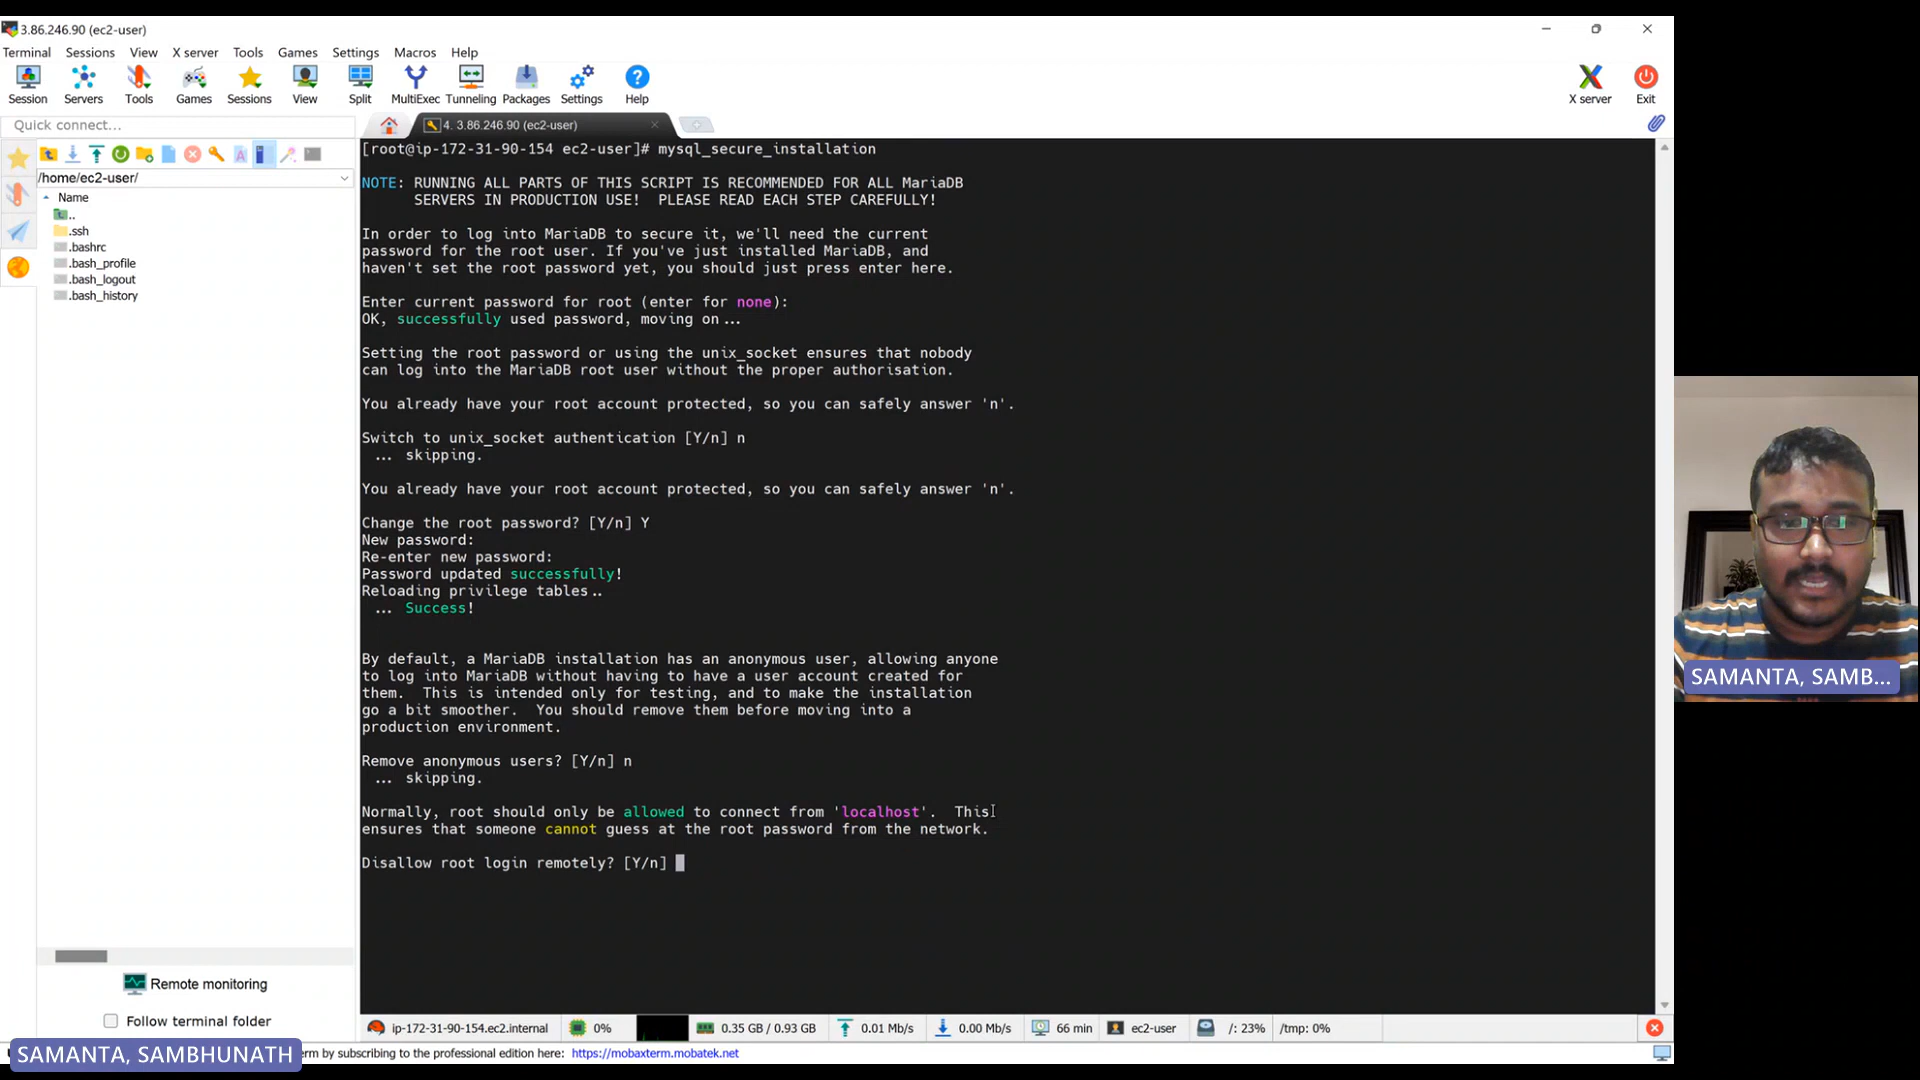 3.86.246.90 (ec2-user)
Terminal Sessions View X server Tools Games Settings Macros Help
Session Servers Tools Games Sessions View Split MultiExec Tunneling Packages Settings Help X server Exit
Quick connect...
4. 3.86.246.90 (ec2-user)
/home/ec2-user/
Name
..
.ssh
.bashrc
.bash_profile
.bash_logout
.bash_history
Remote monitoring
Follow terminal folder
[root@ip-172-31-90-154 ec2-user]# mysql_secure_installation
NOTE: RUNNING ALL PARTS OF THIS SCRIPT IS RECOMMENDED FOR ALL MariaDB
SERVERS IN PRODUCTION USE! PLEASE READ EACH STEP CAREFULLY!
In order to log into MariaDB to secure it, we'll need the current
password for the root user. If you've just installed MariaDB, and
haven't set the root password yet, you should just press enter here.
Enter current password for root (enter for none):
OK, successfully used password, moving on...
Setting the root password or using the unix_socket ensures that nobody
can log into the MariaDB root user without the proper authorisation.
You already have your root account protected, so you can safely answer 'n'.
Switch to unix_socket authentication [Y/n] n
... skipping.
You already have your root account protected, so you can safely answer 'n'.
Change the root password? [Y/n] Y
New password:
Re-enter new password:
Password updated successfully!
Reloading privilege tables..
... Success!
By default, a MariaDB installation has an anonymous user, allowing anyone
to log into MariaDB without having to have a user account created for
them. This is intended only for testing, and to make the installation
go a bit smoother. You should remove them before moving into a
production environment.
Remove anonymous users? [Y/n] n
... skipping.
Normally, root should only be allowed to connect from 'localhost'. This
ensures that someone cannot guess at the root password from the network.
Disallow root login remotely? [Y/n]
ip-172-31-90-154.ec2.internal 0% 0.35 GB / 0.93 GB 0.01 Mb/s 0.00 Mb/s 66 min ec2-user /: 23% /tmp: 0%
SAMANTA, SAMBHUNATH
erm by subscribing to the professional edition here: https://mobaxterm.mobatek.net
SAMANTA, SAMB...